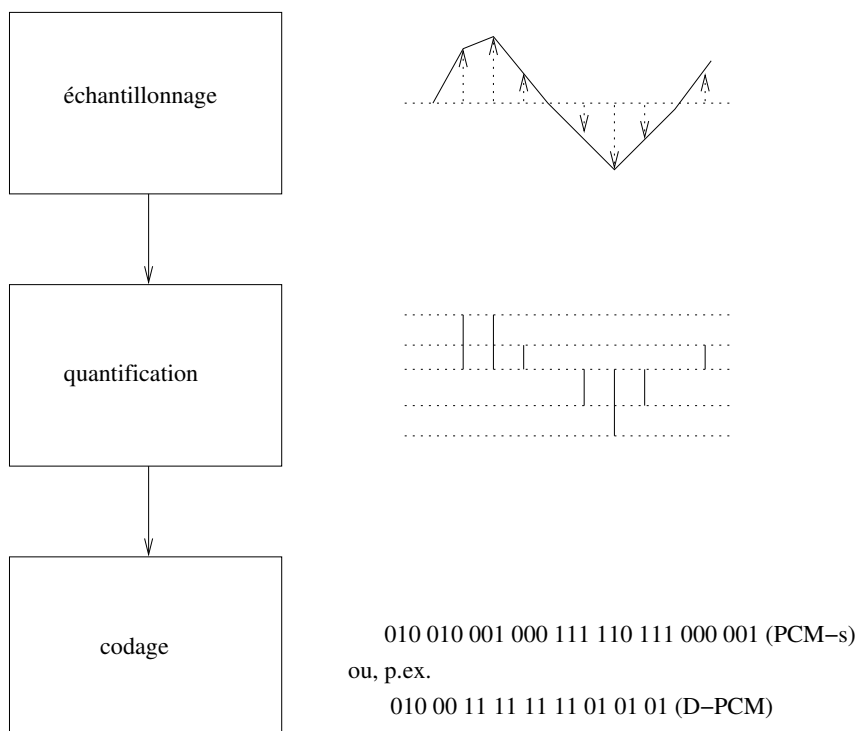 échantillonnage
quantification
codage
010 010 001 000 111 110 111 000 001 (PCM−s)
ou, p.ex.
010 00 11 11 11 11 01 01 01 (D−PCM)